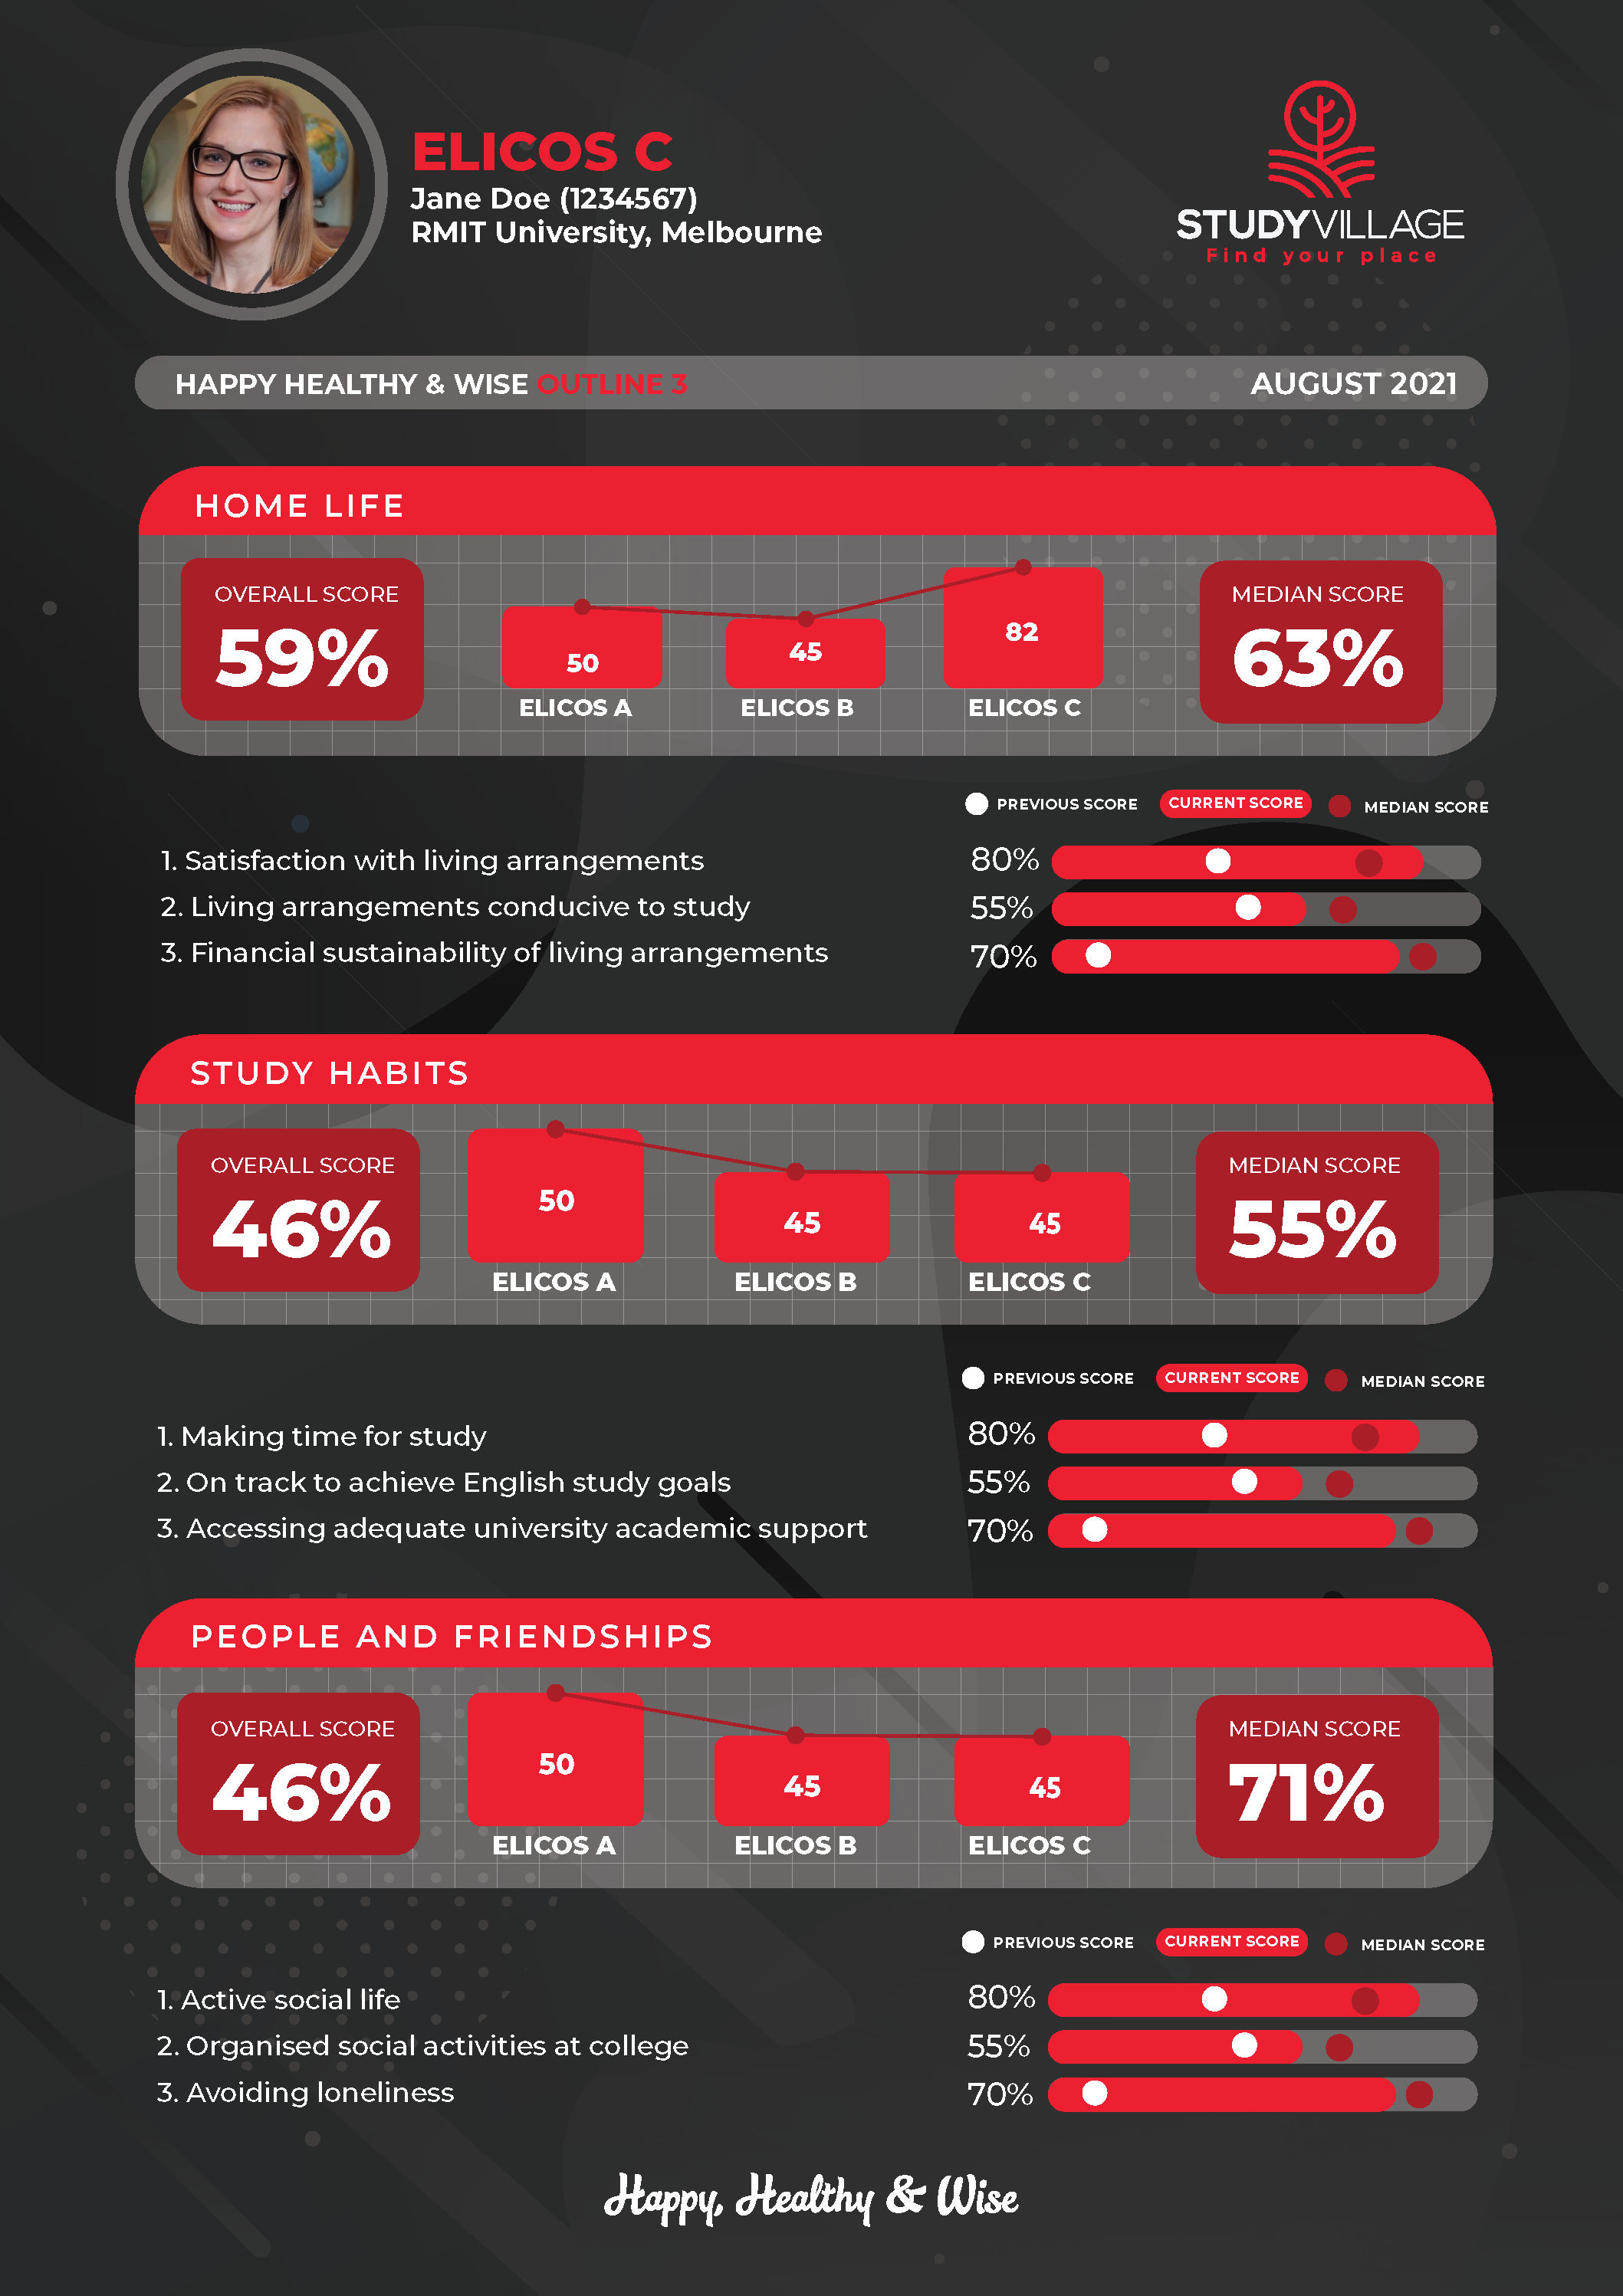 ELICOS C
Jane Doe (1234567)
RMIT University, Melbourne
STUDYVILLAGE
Find your place
HAPPY HEALTHY & WISE OUTLINE 3
AUGUST 2021
HOME LIFE
OVERALL SCORE
59%
50
45
82
ELICOS A
ELICOS B
ELICOS C
MEDIAN SCORE
63%
PREVIOUS SCORE
CURRENT SCORE
MEDIAN SCORE
1. Satisfaction with living arrangements
80%
2. Living arrangements conducive to study
55%
3. Financial sustainability of living arrangements
70%
STUDY HABITS
OVERALL SCORE
46%
50
45
45
ELICOS A
ELICOS B
ELICOS C
MEDIAN SCORE
55%
PREVIOUS SCORE
CURRENT SCORE
MEDIAN SCORE
1. Making time for study
80%
2. On track to achieve English study goals
55%
3. Accessing adequate university academic support
70%
PEOPLE AND FRIENDSHIPS
OVERALL SCORE
46%
50
45
45
ELICOS A
ELICOS B
ELICOS C
MEDIAN SCORE
71%
PREVIOUS SCORE
CURRENT SCORE
MEDIAN SCORE
1. Active social life
80%
2. Organised social activities at college
55%
3. Avoiding loneliness
70%
Happy, Healthy & Wise